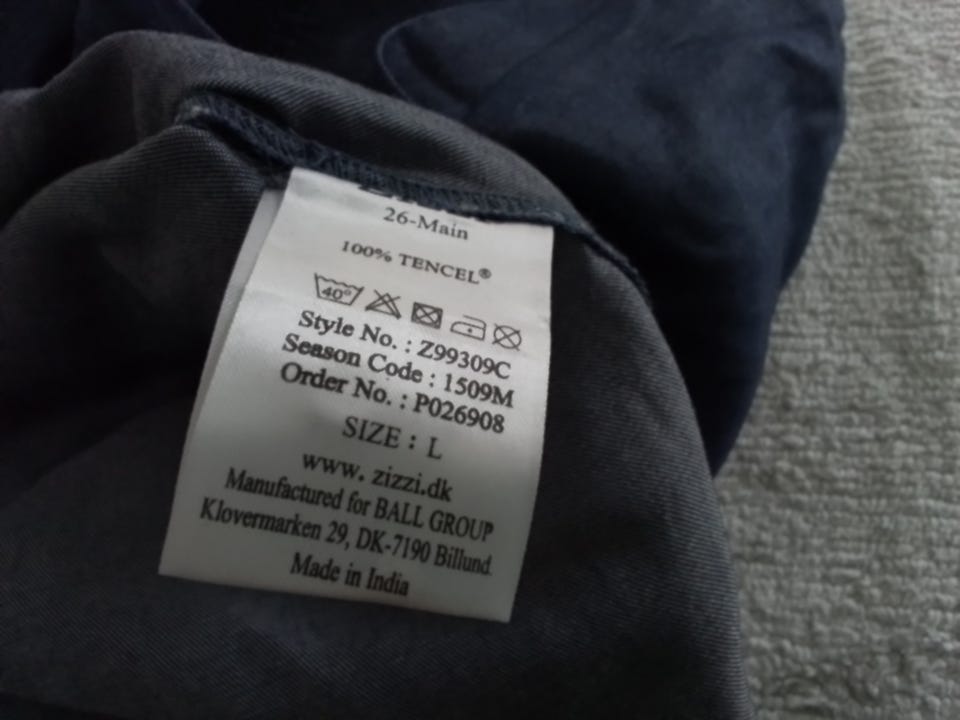 26-Main
100% TENCEL®
40°
Style No. : Z99309C
Season Code : 1509M
Order No. : P026908
SIZE : L
www. zizzi.dk
Manufactured for BALL GROUP
Klovermarken 29, DK-7190 Billund.
Made in India